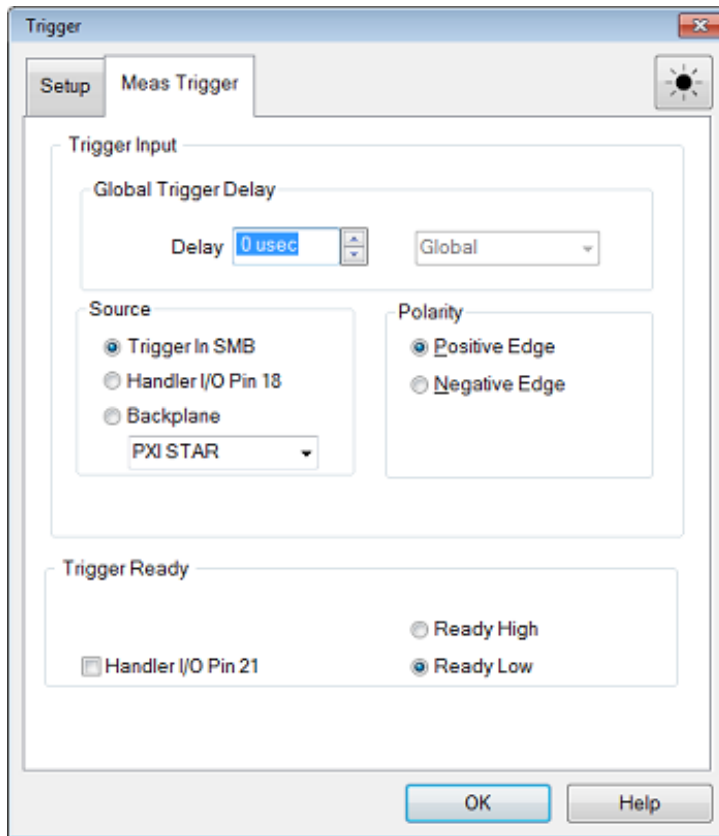 Trigger
Setup
Meas Trigger
Trigger Input
Global Trigger Delay
Delay 0 usec Global
Source
Trigger In SMB
Handler I/O Pin 18
Backplane
PXI STAR
Polarity
Positive Edge
Negative Edge
Trigger Ready
Handler I/O Pin 21
Ready High
Ready Low
OK
Help